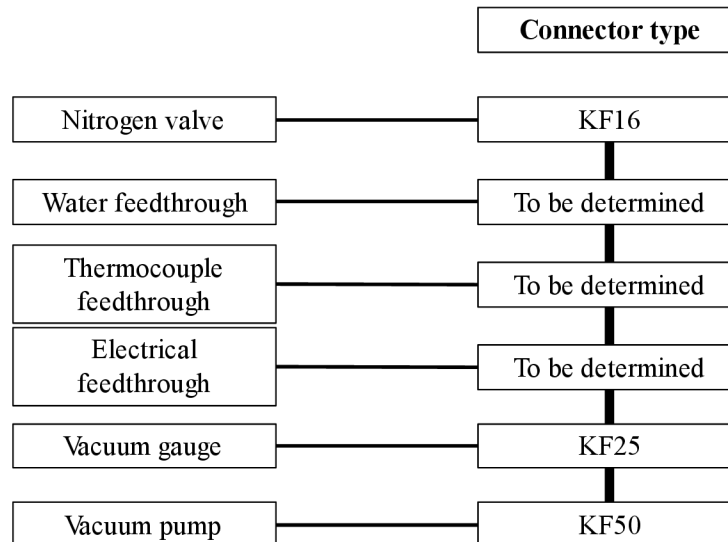 Connector type
Nitrogen valve
KF16
Water feedthrough
To be determined
Thermocouple
feedthrough
To be determined
Electrical
feedthrough
To be determined
Vacuum gauge
KF25
Vacuum pump
KF50